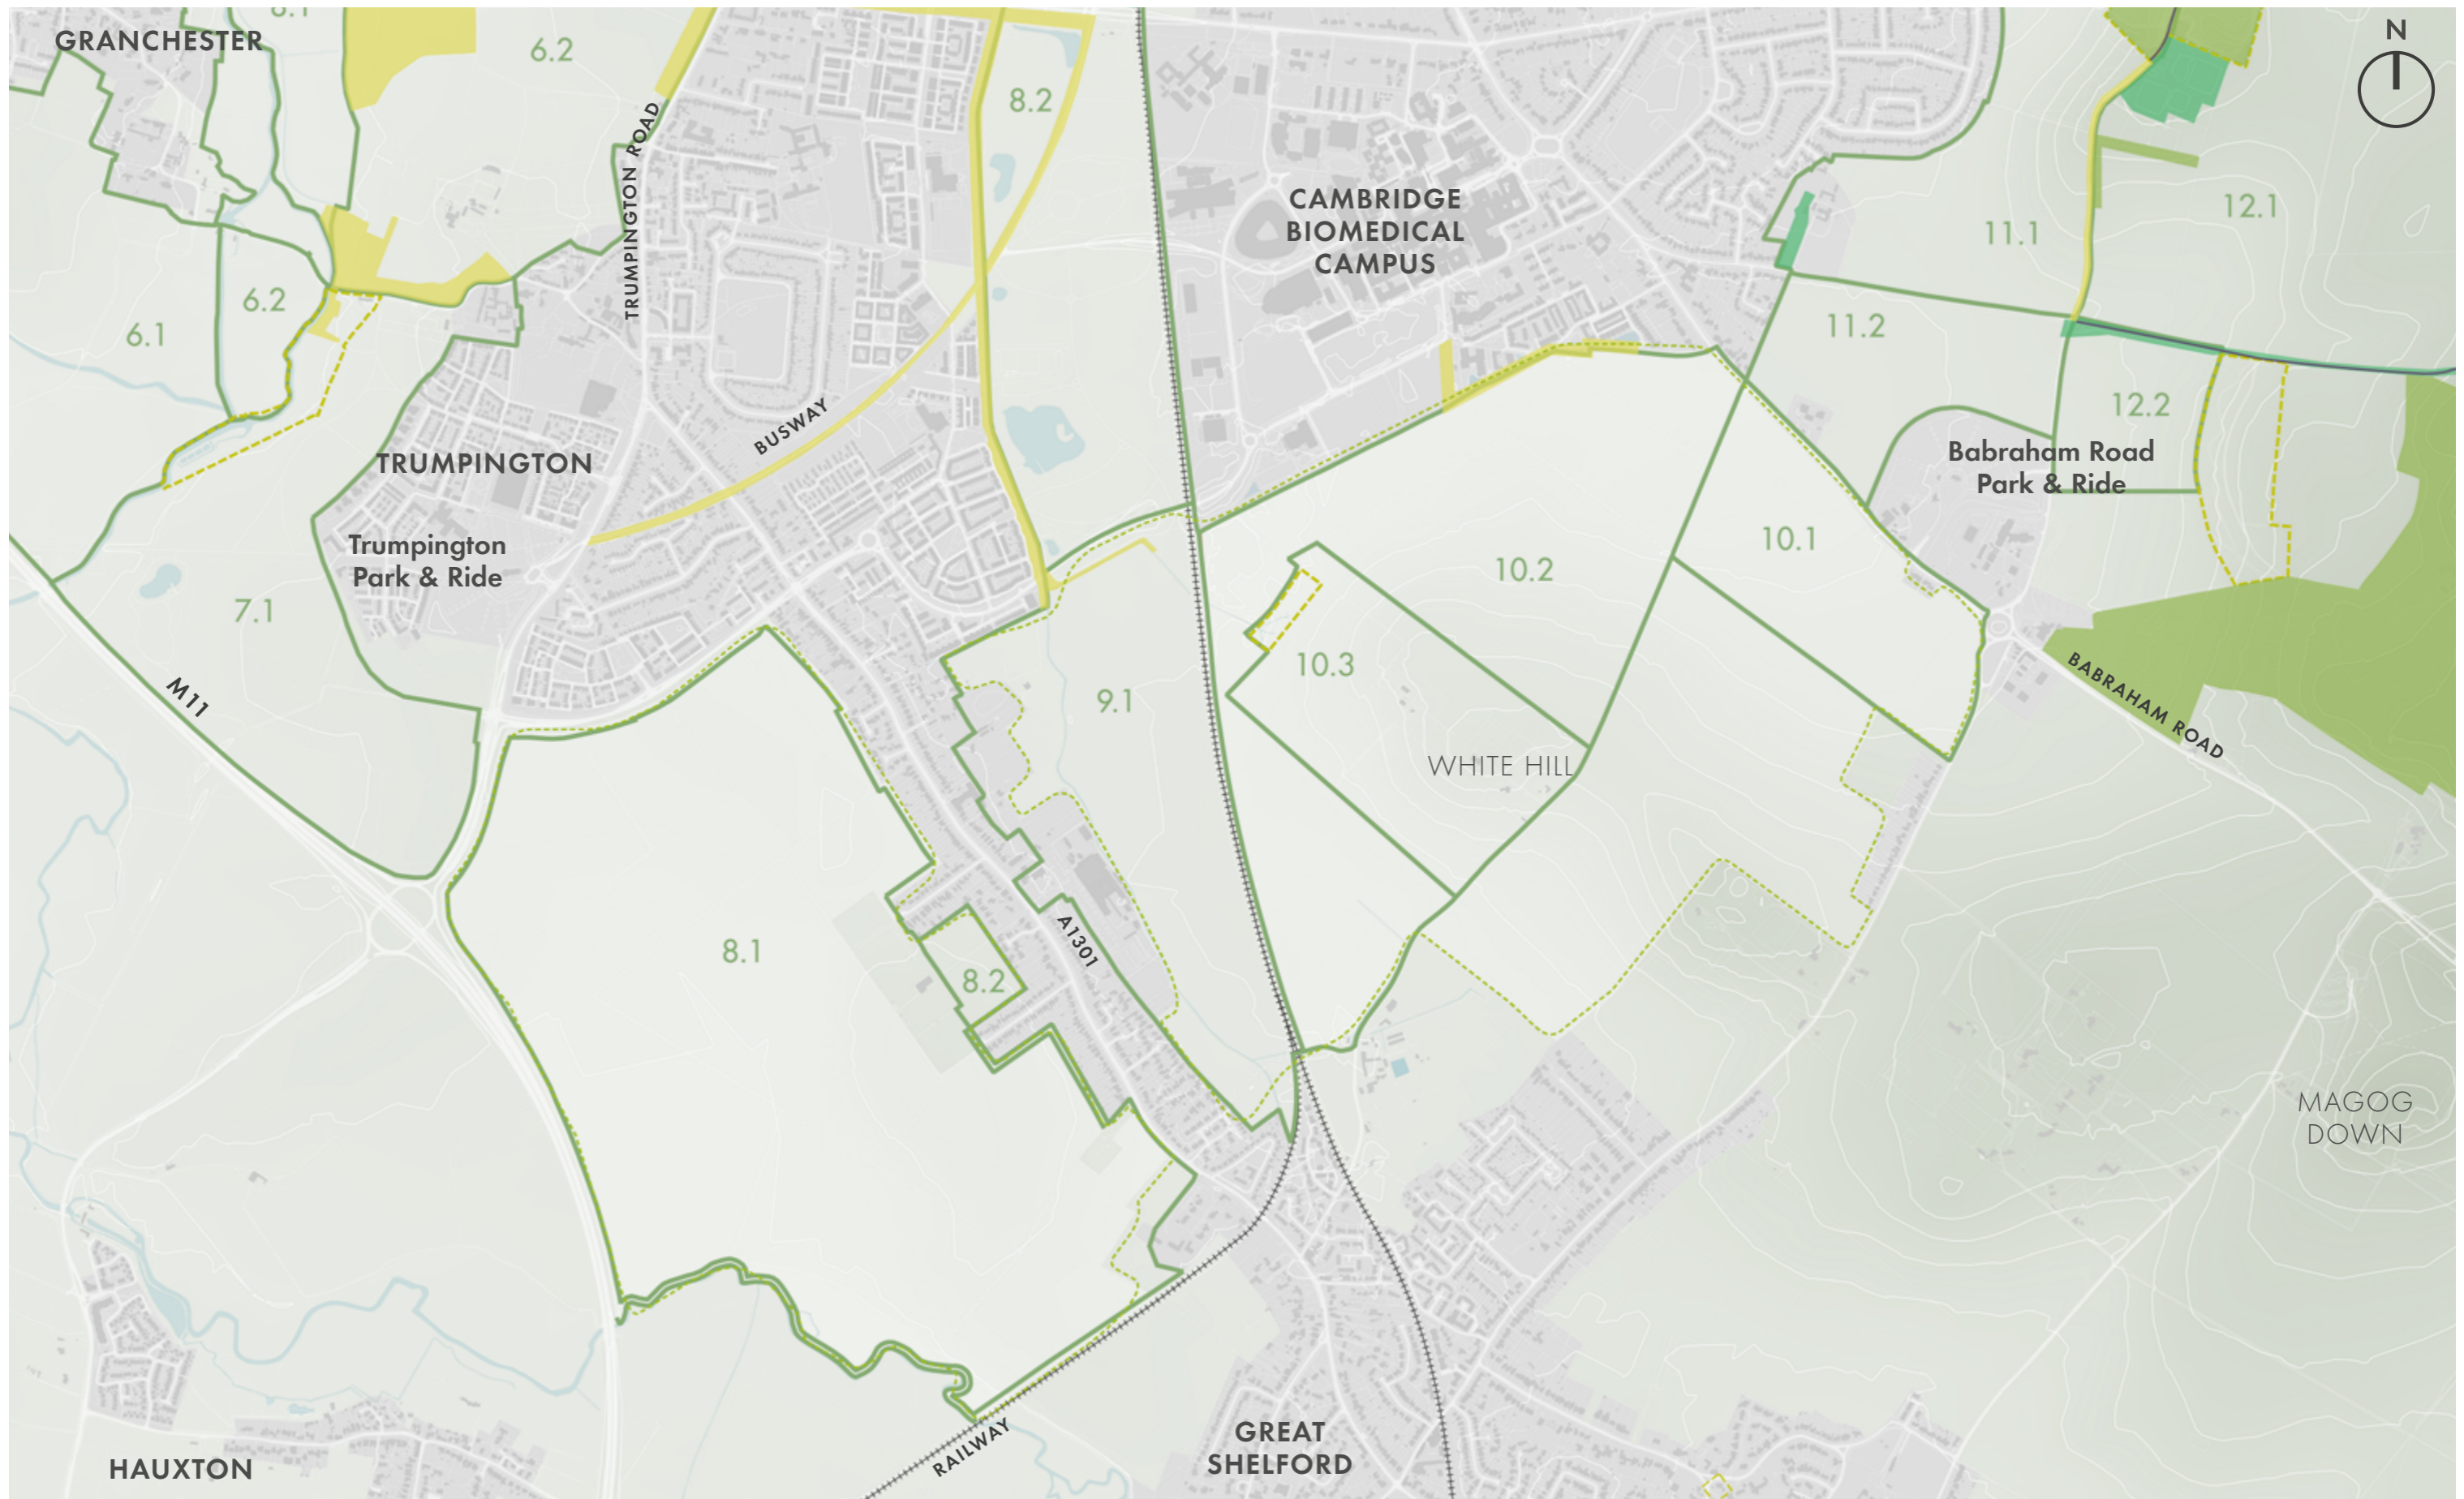 6.1
GRANCHESTER
6.2
8.2
N
TRUMPINGTON ROAD
CAMBRIDGE
BIOMEDICAL
CAMPUS
12.1
11.1
6.2
6.1
11.2
12.2
BUSWAY
TRUMPINGTON
Babraham Road
Park & Ride
Trumpington
Park & Ride
10.1
10.2
7.1
10.3
9.1
M11
BABRAHAM ROAD
WHITE HILL
8.1
A1301
8.2
MAGOG
DOWN
GREAT
SHELFORD
RAILWAY
HAUXTON